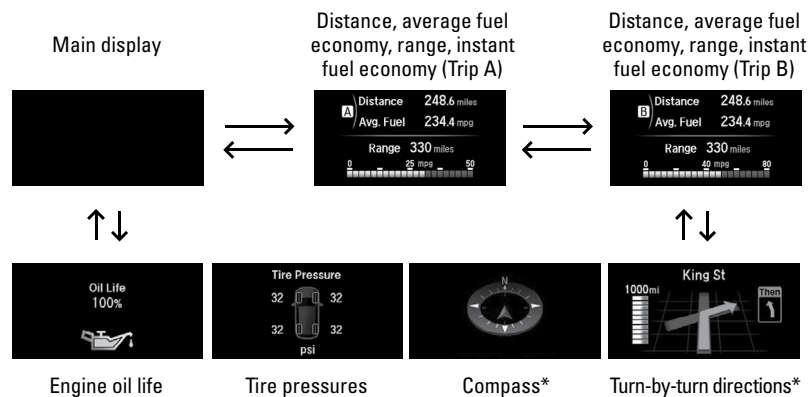 Main display
Distance, average fuel
economy, range, instant
fuel economy (Trip A)
Distance, average fuel
economy, range, instant
fuel economy (Trip B)
A Distance 248.6 miles
Avg. Fuel 234.4 mpg
Range 330 miles
0 25 mpg 50
B Distance 248.6 miles
Avg. Fuel 234.4 mpg
Range 330 miles
0 40 mpg 80
Oil Life
100%
Tire Pressure
32 32
32 32
psi
N
King St
1000mi
Then
Engine oil life
Tire pressures
Compass*
Turn-by-turn directions*